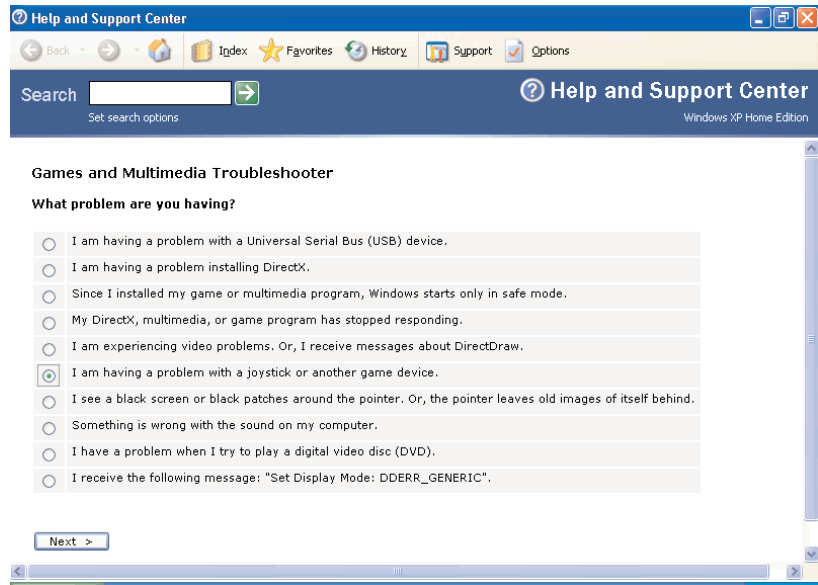 Help and Support Center
Back Index Favorites History Support Options
Search
Set search options
Help and Support Center
Windows XP Home Edition
Games and Multimedia Troubleshooter
What problem are you having?
I am having a problem with a Universal Serial Bus (USB) device.
I am having a problem installing DirectX.
Since I installed my game or multimedia program, Windows starts only in safe mode.
My DirectX, multimedia, or game program has stopped responding.
I am experiencing video problems. Or, I receive messages about DirectDraw.
I am having a problem with a joystick or another game device.
I see a black screen or black patches around the pointer. Or, the pointer leaves old images of itself behind.
Something is wrong with the sound on my computer.
I have a problem when I try to play a digital video disc (DVD).
I receive the following message: "Set Display Mode: DDERR_GENERIC".
Next >